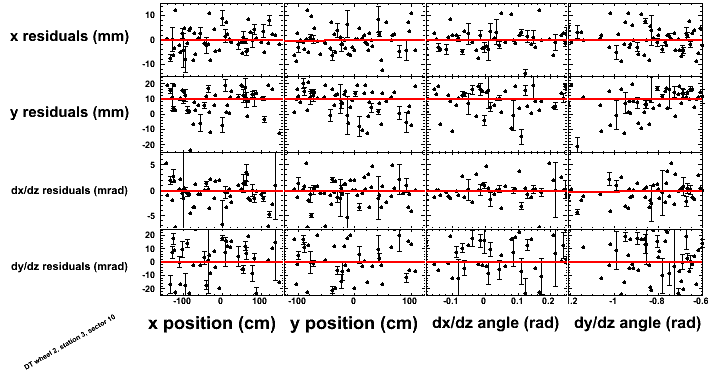 x residuals (mm)
10
0
-10
y residuals (mm)
20
10
0
-10
-20
dx/dz residuals (mrad)
5
0
-5
dy/dz residuals (mrad)
20
10
0
-10
-20
-100 0 100 -100 0 100 -0.1 0 0.1 0.2 -1 -0.8 -0.6
x position (cm) y position (cm) dx/dz angle (rad) dy/dz angle (rad)
DT wheel 2, station 3, sector 10